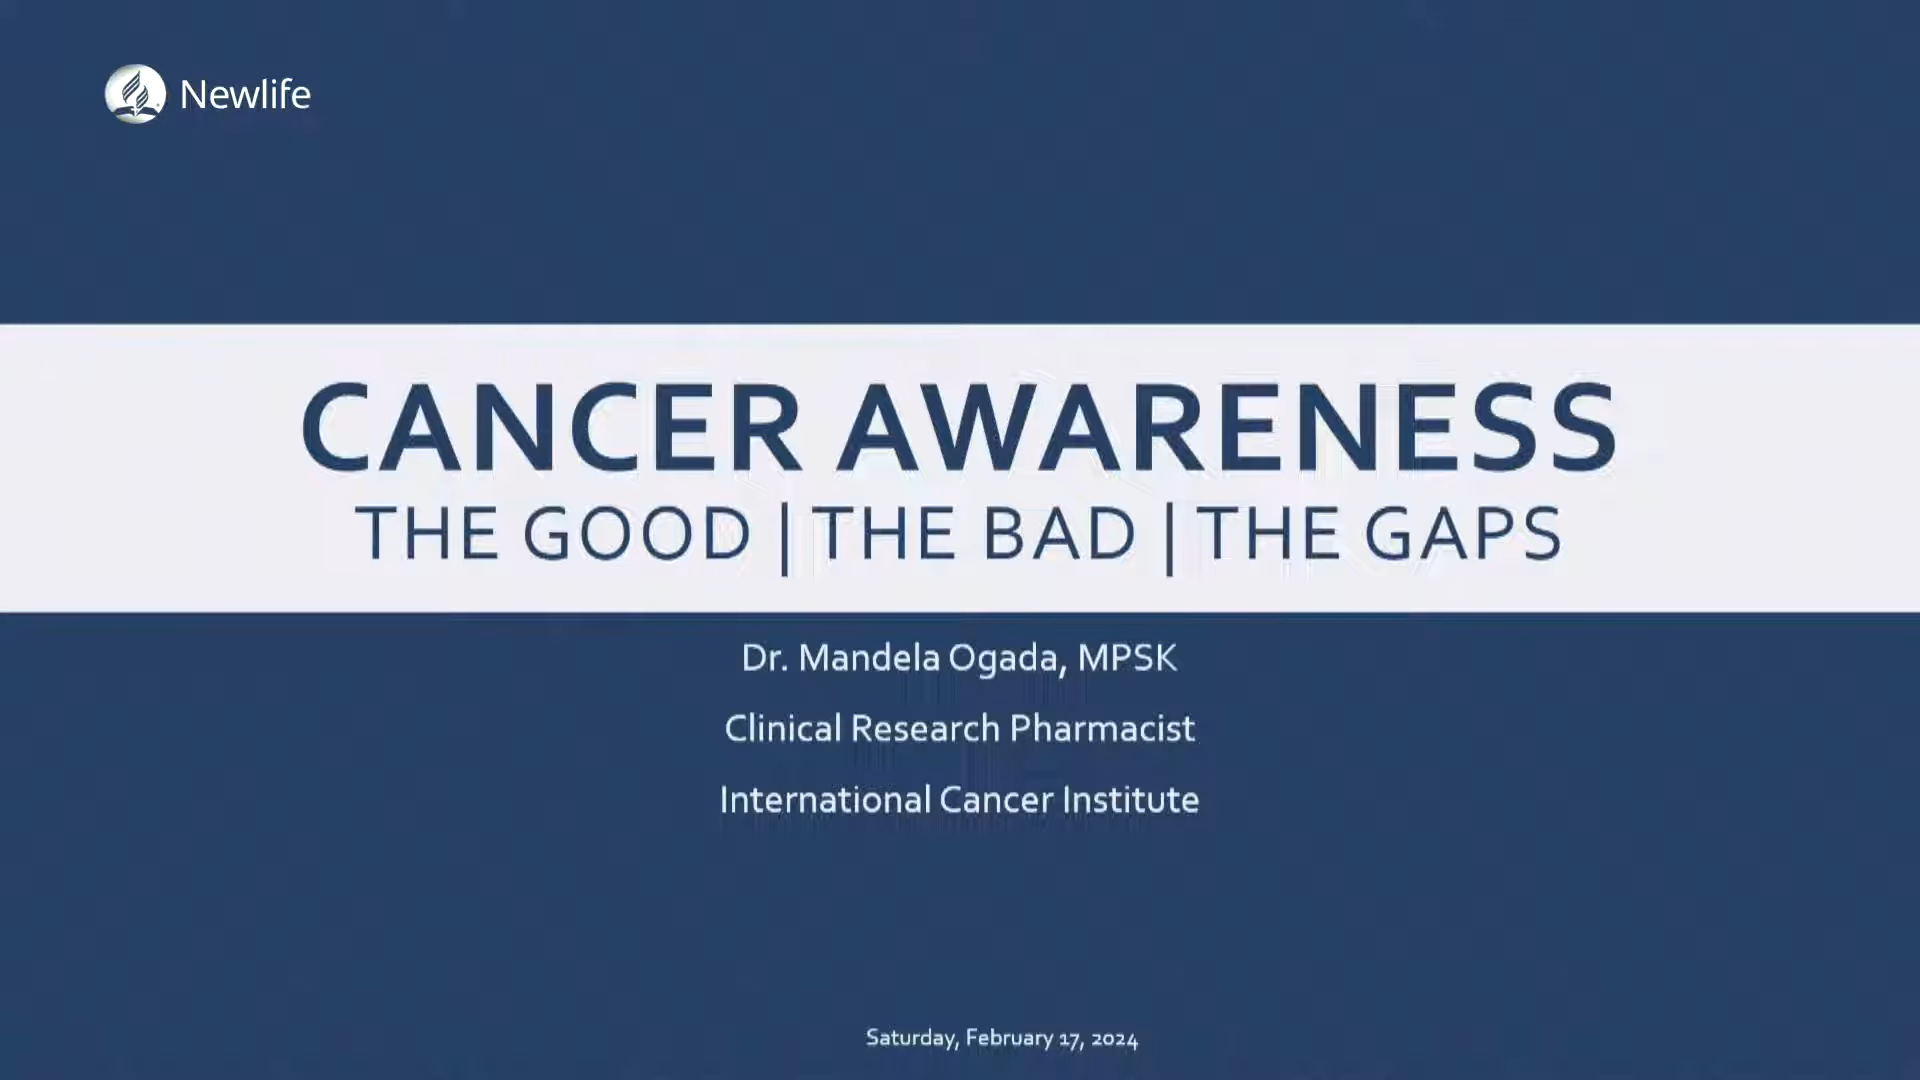 Newlife
CANCER AWARENESS
THE GOOD | THE BAD | THE GAPS
Dr. Mandela Ogada, MPSK
Clinical Research Pharmacist
International Cancer Institute
Saturday, February 17, 2024